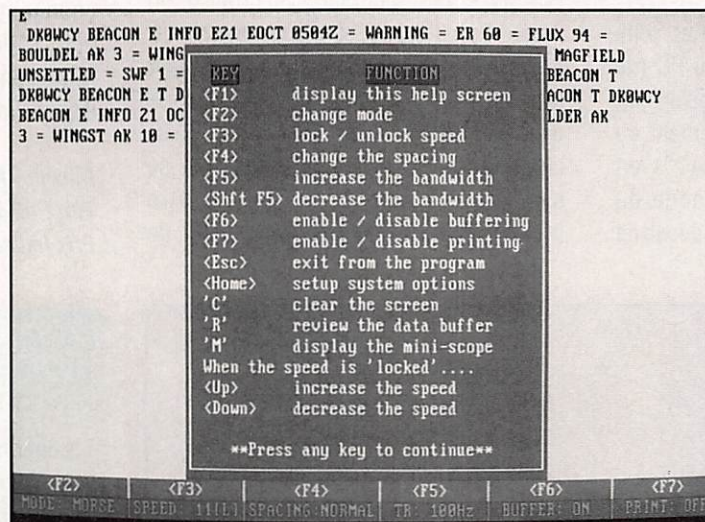 E
DK0WCY BEACON E INFO E21 EOCT 0504Z = WARNING = ER 60 = FLUX 94 =
BOULDEL AK 3 = WING MAGFIELD
UNSETTLED = SWF 1 = BEACON T
DK0WCY BEACON E T D ACON T DK0WCY
BEACON E INFO 21 OC LDER AK
3 = WINGST AK 10 =
KEY FUNCTION
<F1> display this help screen
<F2> change mode
<F3> lock / unlock speed
<F4> change the spacing
<F5> increase the bandwidth
<Shft F5> decrease the bandwidth
<F6> enable / disable buffering
<F7> enable / disable printing
<Esc> exit from the program
<Home> setup system options
'C' clear the screen
'R' review the data buffer
'M' display the mini-scope
When the speed is 'locked'....
<Up> increase the speed
<Down> decrease the speed
**Press any key to continue**
<F2> <F3> <F4> <F5> <F6> <F7>
MODE: MORSE SPEED: 11[L] SPACING:NORMAL TR: 100Hz BUFFER: ON PRINT: OFF